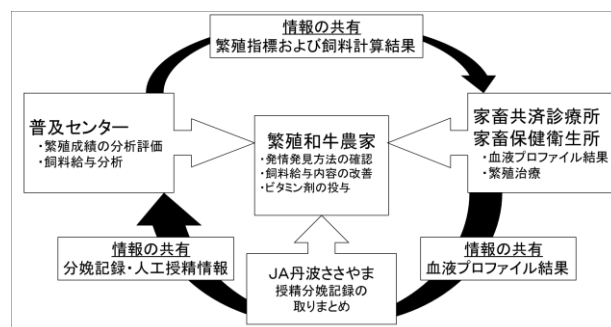 情報の共有
繁殖指標および飼料計算結果
普及センター
・繁殖成績の分析評価
・飼料給与分析
繁殖和牛農家
・発情発見方法の確認
・飼料給与内容の改善
・ビタミン剤の投与
家畜共済診療所
家畜保健衛生所
・血液プロファイル結果
・繁殖治療
情報の共有
分娩記録・人工授精情報
JA丹波ささやま
授精分娩記録の
取りまとめ
情報の共有
血液プロファイル結果